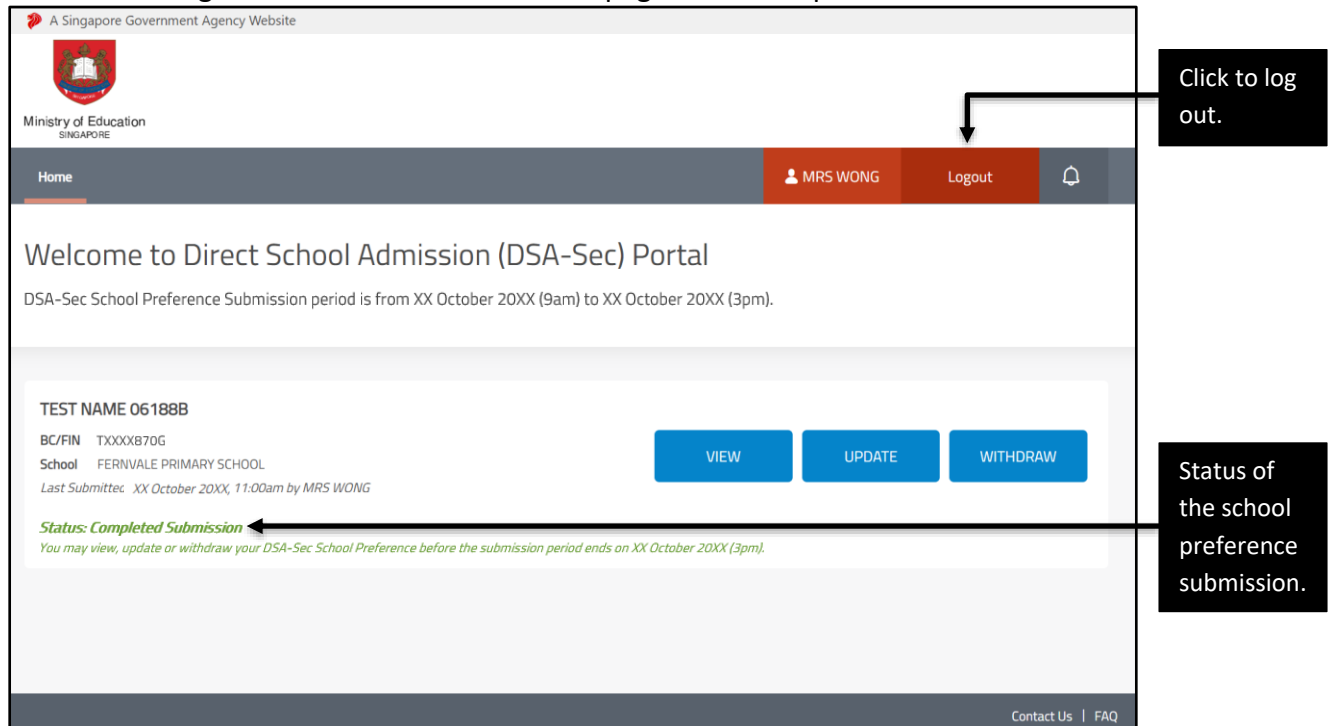 A Singapore Government Agency Website
Ministry of Education
SINGAPORE
Click to log
out.
Home
MRS WONG
Logout
Welcome to Direct School Admission (DSA-Sec) Portal
DSA-Sec School Preference Submission period is from XX October 20XX (9am) to XX October 20XX (3pm).
TEST NAME 06188B
BC/FIN TXXXX870G
School FERNVALE PRIMARY SCHOOL
Last Submitted XX October 20XX, 11:00am by MRS WONG
VIEW
UPDATE
WITHDRAW
Status: Completed Submission
You may view, update or withdraw your DSA-Sec School Preference before the submission period ends on XX October 20XX (3pm).
Status of
the school
preference
submission.
Contact Us | FAQ